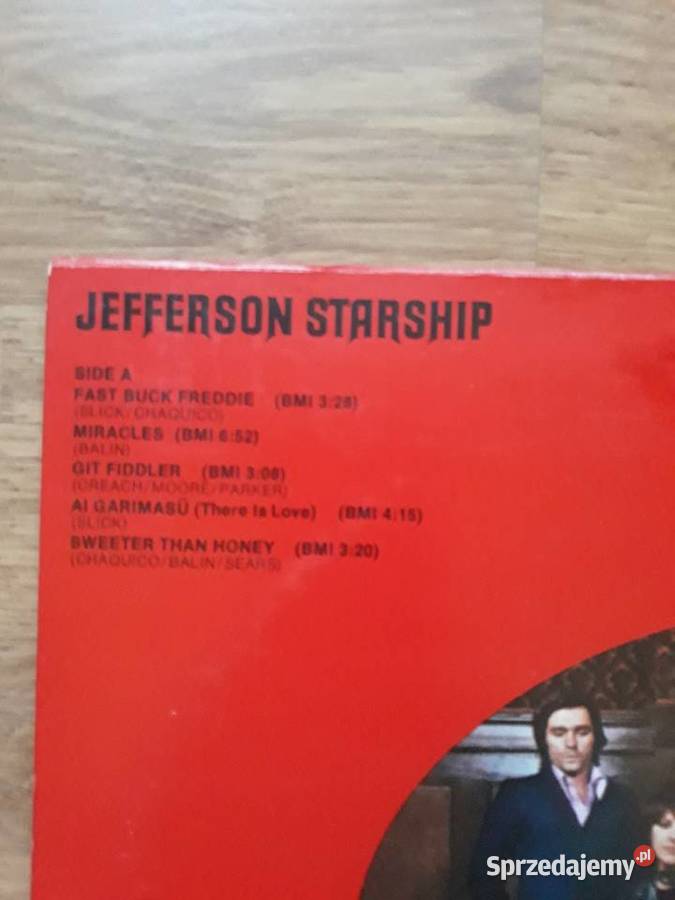 JEFFERSON STARSHIP
SIDE A
FAST BUCK FREDDIE (BMI 3:28)
(SLICK/CHAQUICO)
MIRACLES (BMI 6:52)
(BALIN)
GIT FIDDLER (BMI 3:08)
(CREACH/MOORE/PARKER)
AI GARIMASŪ (There Is Love) (BMI 4:15)
(SLICK)
SWEETER THAN HONEY (BMI 3:20)
(CHAQUICO/BALIN/SEARS)
Sprzedajemy.pl